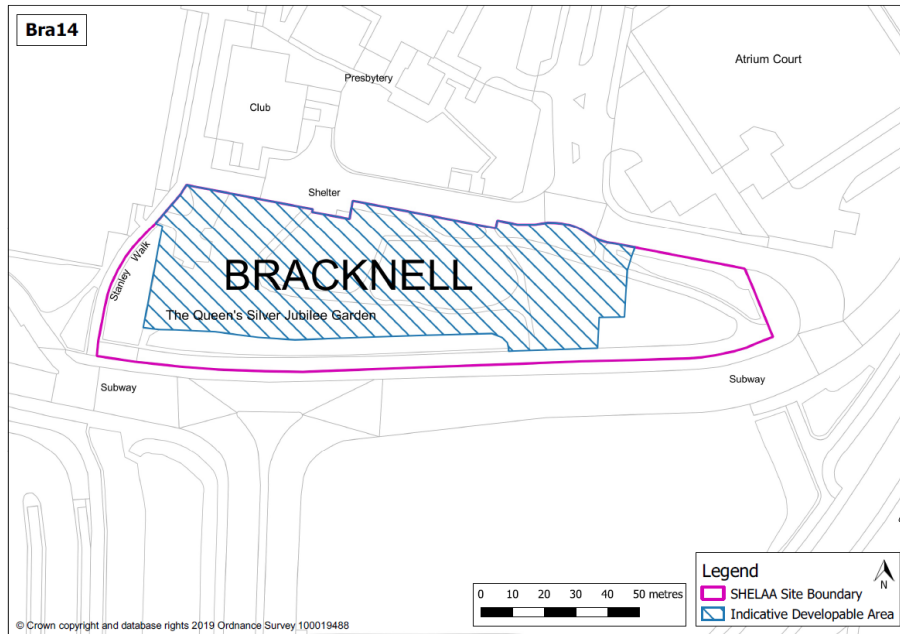 Bra14
Atrium Court
Presbytery
Club
Shelter
Stanley Walk
BRACKNELL
The Queen's Silver Jubilee Garden
Subway
Subway
Legend
SHELAA Site Boundary
Indicative Developable Area
N
0 10 20 30 40 50 metres
© Crown copyright and database rights 2019 Ordnance Survey 100019488